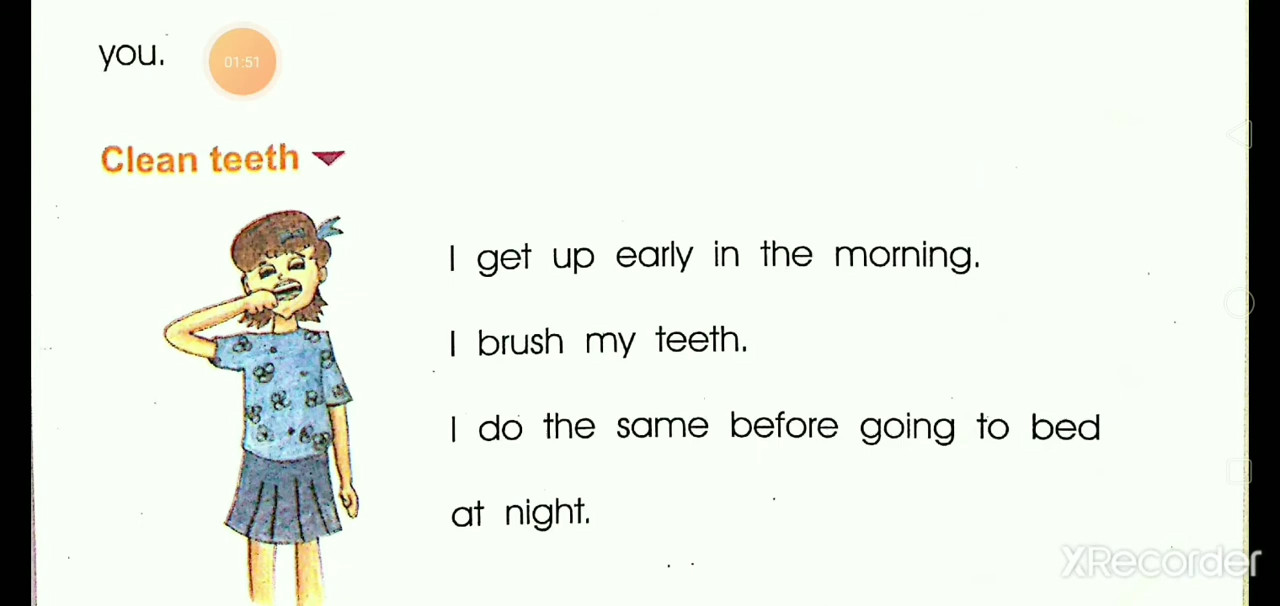 you.
01:51
Clean teeth
I get up early in the morning.
I brush my teeth.
I do the same before going to bed
at night.
XRecorder